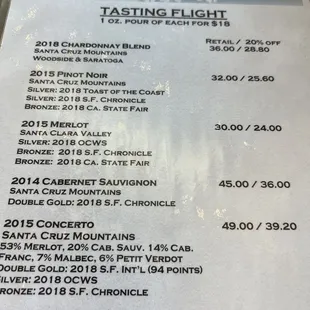 TASTING FLIGHT
1 OZ. POUR OF EACH FOR $18
RETAIL / 20% OFF
2018 CHARDONNAY BLEND 36.00 / 28.80
SANTA CRUZ MOUNTAINS
WOODSIDE & SARATOGA
2015 PINOT NOIR 32.00 / 25.60
SANTA CRUZ MOUNTAINS
SILVER: 2018 TOAST OF THE COAST
SILVER: 2018 S.F. CHRONICLE
BRONZE: 2018 CA. STATE FAIR
2015 MERLOT 30.00 / 24.00
SANTA CLARA VALLEY
SILVER: 2018 OCWS
BRONZE: 2018 S.F. CHRONICLE
BRONZE: 2018 CA. STATE FAIR
2014 CABERNET SAUVIGNON 45.00 / 36.00
SANTA CRUZ MOUNTAINS
DOUBLE GOLD: 2018 S.F. CHRONICLE
2015 CONCERTO 49.00 / 39.20
SANTA CRUZ MOUNTAINS
53% MERLOT, 20% CAB. SAUV. 14% CAB.
FRANC, 7% MALBEC, 6% PETIT VERDOT
DOUBLE GOLD: 2018 S.F. INT'L (94 POINTS)
SILVER: 2018 OCWS
BRONZE: 2018 S.F. CHRONICLE